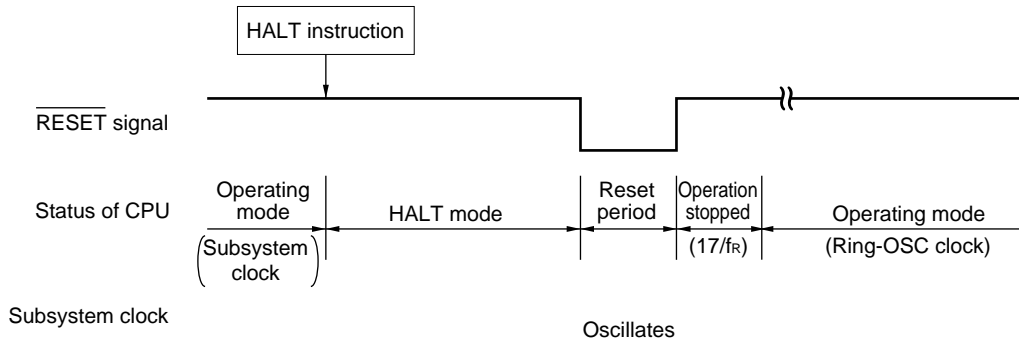 HALT instruction
RESET signal
Status of CPU
Operating
mode
(Subsystem
clock)
HALT mode
Reset
period
Operation
stopped
(17/fR)
Operating mode
(Ring-OSC clock)
Subsystem clock
Oscillates